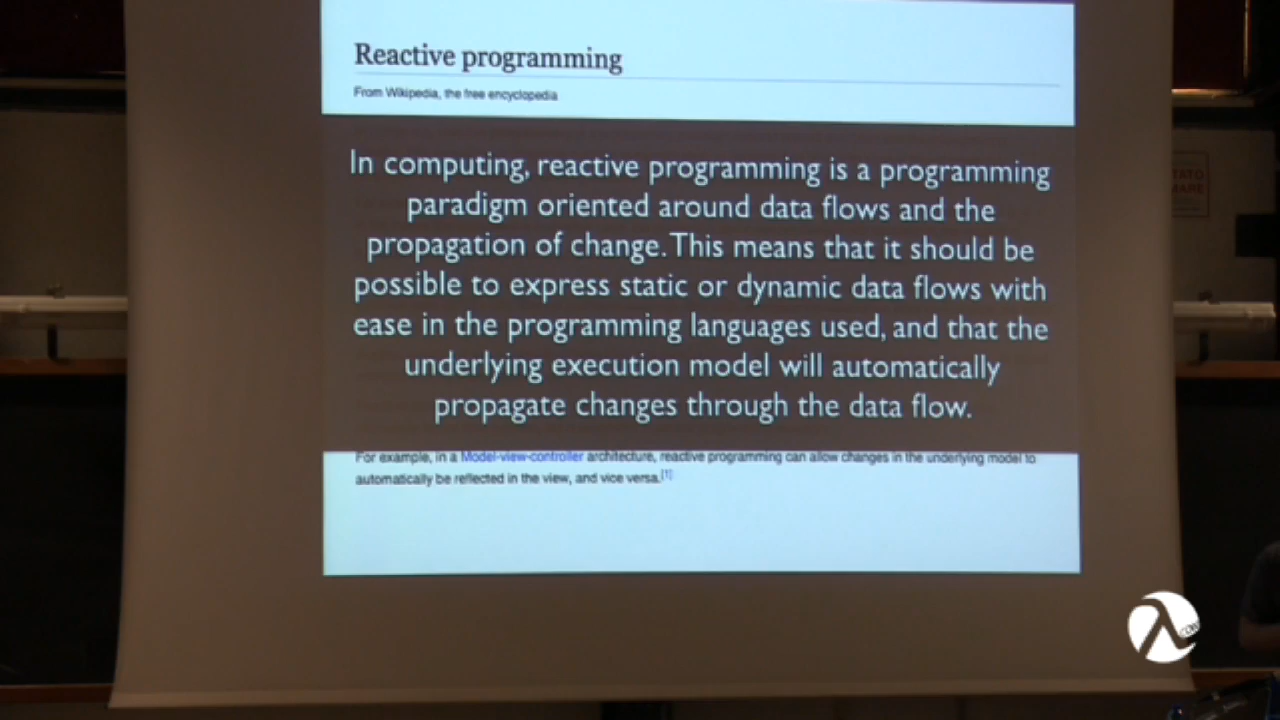 Reactive programming
From Wikipedia, the free encyclopedia
In computing, reactive programming is a programming
paradigm oriented around data flows and the
propagation of change. This means that it should be
possible to express static or dynamic data flows with
ease in the programming languages used, and that the
underlying execution model will automatically
propagate changes through the data flow.
For example, in a Model-view-controller architecture, reactive programming can allow changes in the underlying model to
automatically be reflected in the view, and vice versa.[1]
TATO
MARE
λ